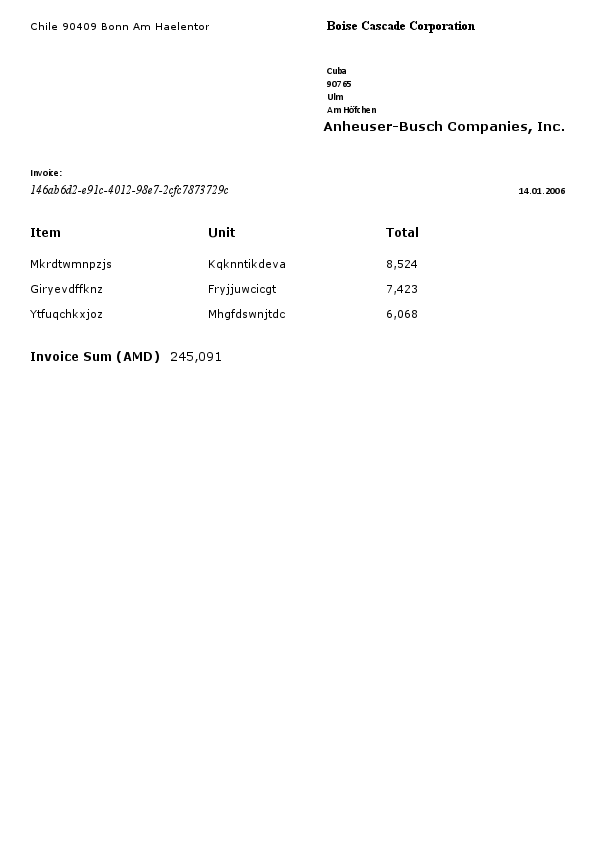 Chile 90409 Bonn Am Haelentor
Boise Cascade Corporation
Cuba
90765
Ulm
Am Höfchen
Anheuser-Busch Companies, Inc.
Invoice:
146ab6d2-e91c-4012-98e7-2cfc7873729c
14.01.2006
Item Unit Total
Mkrdtwmnpzjs Kqknntikdeva 8,524
Giryevdffknz Fryjjuwcicgt 7,423
Ytfuqchkxjoz Mhgfdswnjtdc 6,068
Invoice Sum (AMD) 245,091